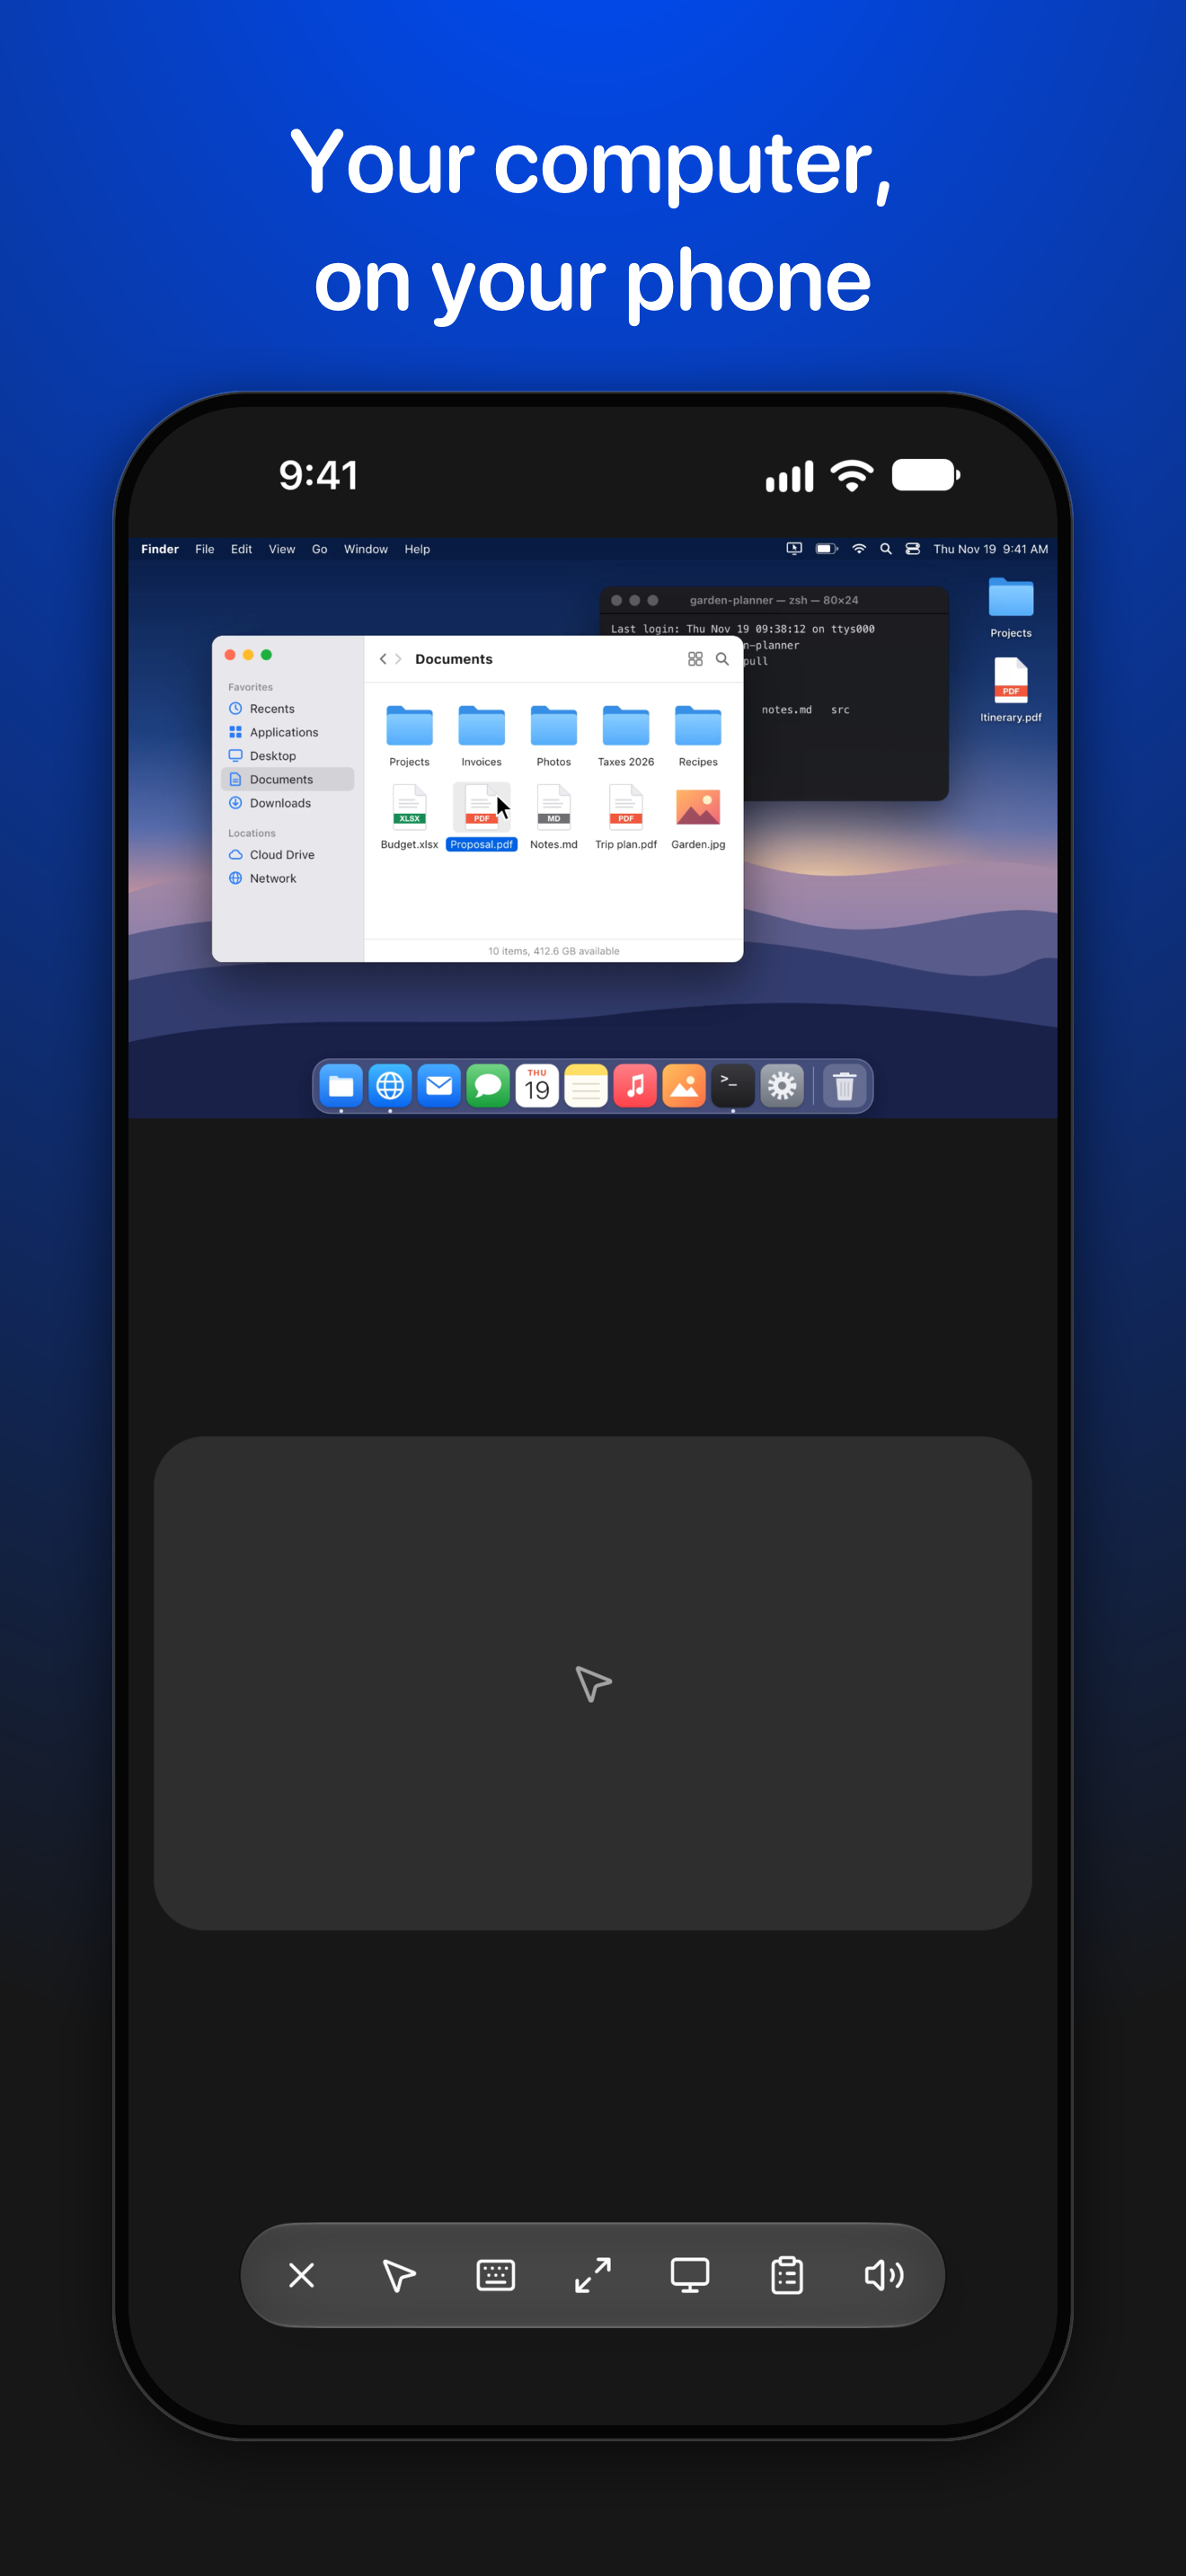 Your computer,
on your phone
9:41
Finder File Edit View Go Window Help Thu Nov 19 9:41 AM
garden-planner — zsh — 80×24
Last login: Thu Nov 19 09:38:12 on ttys000
n-planner
pull
notes.md src
Projects
PDF
Itinerary.pdf
Documents
Favorites
Recents
Applications
Desktop
Documents
Downloads
Locations
Cloud Drive
Network
Projects Invoices Photos Taxes 2026 Recipes
XLSX PDF MD PDF
Budget.xlsx Proposal.pdf Notes.md Trip plan.pdf Garden.jpg
10 items, 412.6 GB available
THU
19
>_